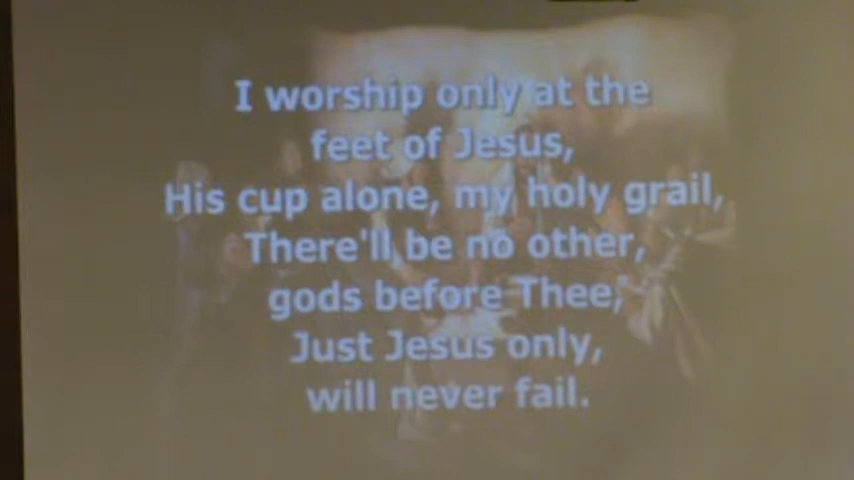 I worship only at the
feet of Jesus,
His cup alone, my holy grail,
There'll be no other,
gods before Thee,
Just Jesus only,
will never fail.